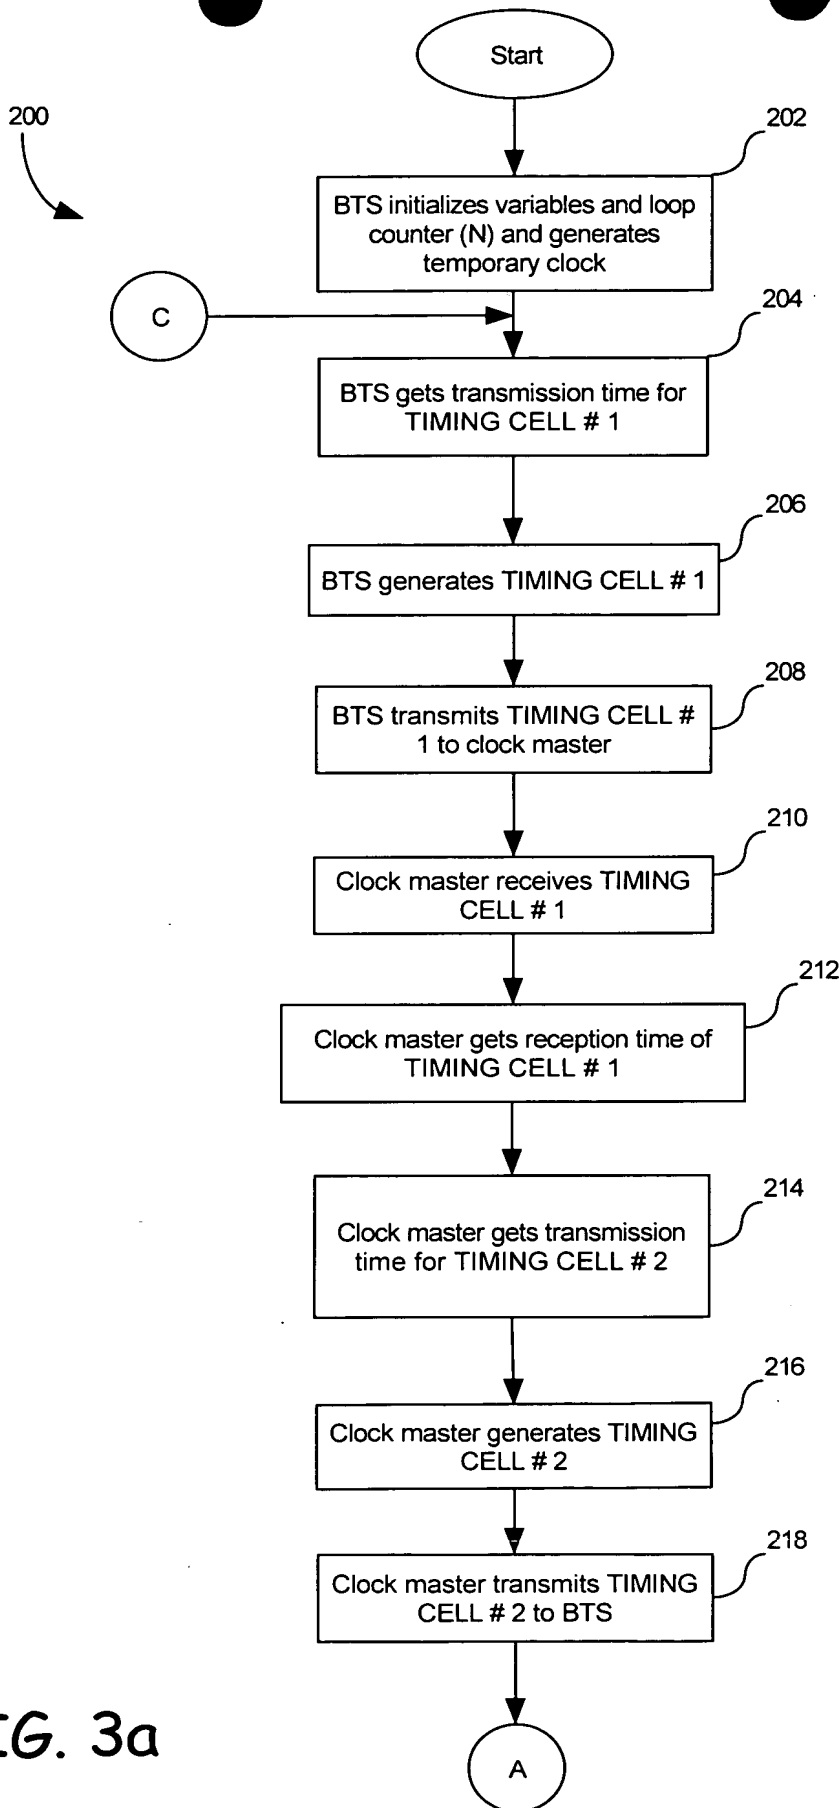 Start
200
202
BTS initializes variables and loop
counter (N) and generates
temporary clock
C
204
BTS gets transmission time for
TIMING CELL # 1
206
BTS generates TIMING CELL # 1
208
BTS transmits TIMING CELL #
1 to clock master
210
Clock master receives TIMING
CELL # 1
212
Clock master gets reception time of
TIMING CELL # 1
214
Clock master gets transmission
time for TIMING CELL # 2
216
Clock master generates TIMING
CELL # 2
218
Clock master transmits TIMING
CELL # 2 to BTS
IG. 3a
A